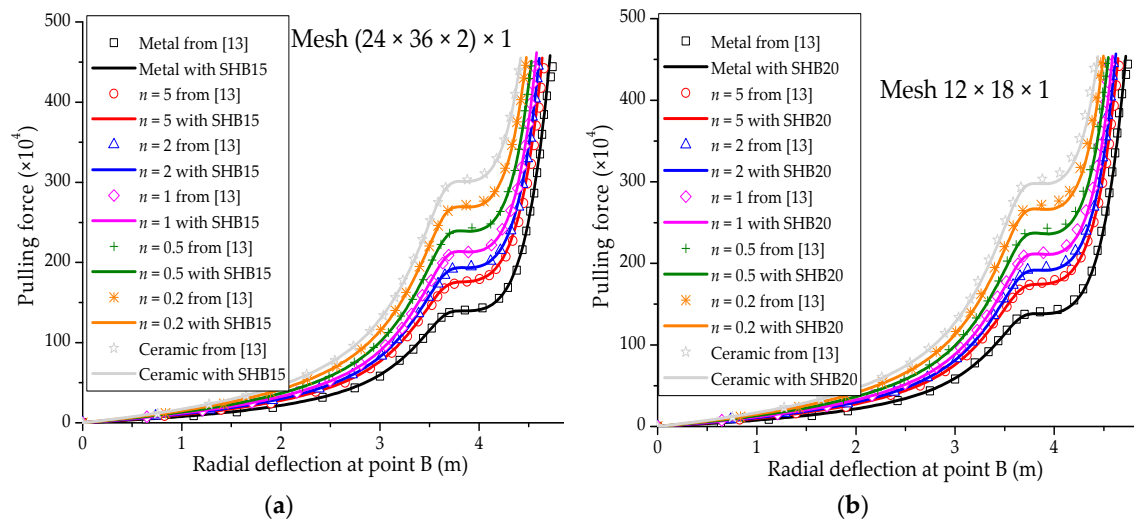 500
400
300
200
100
0
Pulling force (×10⁴)
Mesh (24 × 36 × 2) × 1
Metal from [13]
Metal with SHB15
n = 5 from [13]
n = 5 with SHB15
n = 2 from [13]
n = 2 with SHB15
n = 1 from [13]
n = 1 with SHB15
n = 0.5 from [13]
n = 0.5 with SHB15
n = 0.2 from [13]
n = 0.2 with SHB15
Ceramic from [13]
Ceramic with SHB15
0 1 2 3 4
Radial deflection at point B (m)
(a)
500
400
300
200
100
0
Pulling force (×10⁴)
Mesh 12 × 18 × 1
Metal from [13]
Metal with SHB20
n = 5 from [13]
n = 5 with SHB20
n = 2 from [13]
n = 2 with SHB20
n = 1 from [13]
n = 1 with SHB20
n = 0.5 from [13]
n = 0.5 with SHB20
n = 0.2 from [13]
n = 0.2 with SHB20
Ceramic from [13]
Ceramic with SHB20
0 1 2 3 4
Radial deflection at point B (m)
(b)